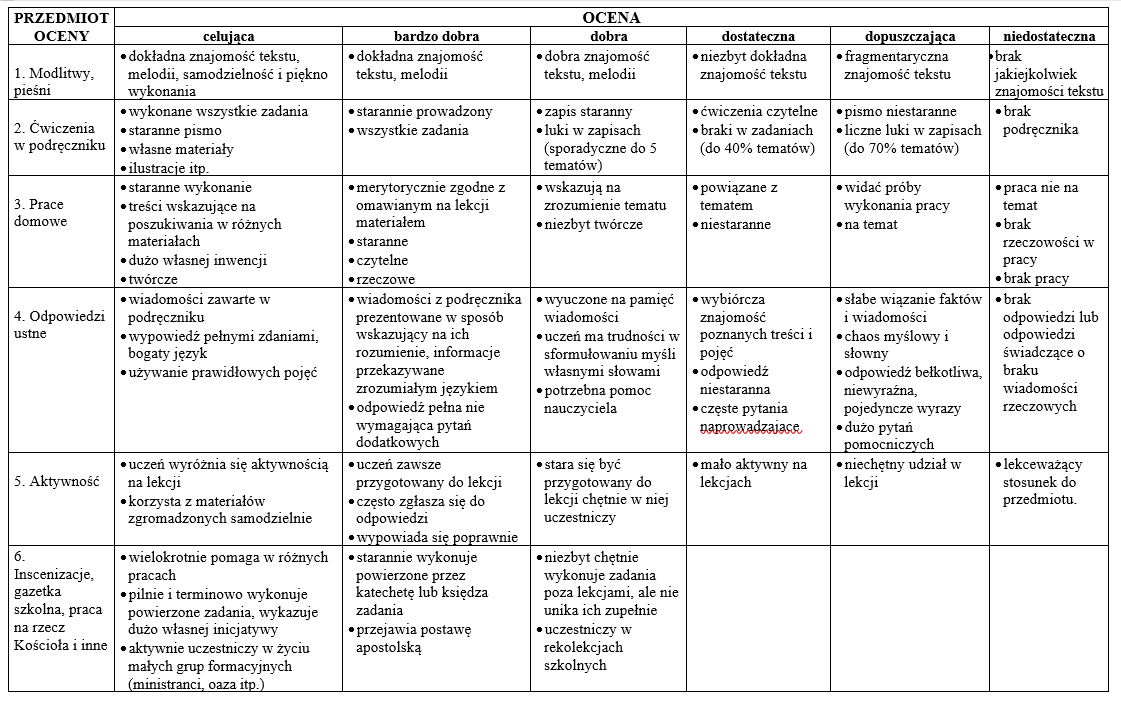 PRZEDMIOT
OCENY
OCENA
celująca
bardzo dobra
dobra
dostateczna
dopuszczająca
niedostateczna
1. Modlitwy,
pieśni
• dokładna znajomość tekstu,
melodii, samodzielność i piękno
wykonania
• dokładna znajomość
tekstu, melodii
• dobra znajomość
tekstu, melodii
• niezbyt dokładna
znajomość tekstu
• fragmentaryczna
znajomość tekstu
• brak
jakiejkolwiek
znajomości tekstu
2. Ćwiczenia
w podręczniku
• wykonane wszystkie zadania
• staranne pismo
• własne materiały
• ilustracje itp.
• starannie prowadzony
• wszystkie zadania
• zapis staranny
• luki w zapisach
(sporadyczne do 5
tematów)
• ćwiczenia czytelne
• braki w zadaniach
(do 40% tematów)
• pismo niestaranne
• liczne luki w zapisach
(do 70% tematów)
• brak
podręcznika
3. Prace
domowe
• staranne wykonanie
• treści wskazujące na
poszukiwania w różnych
materiałach
• dużo własnej inwencji
• twórcze
• merytorycznie zgodne z
omawianym na lekcji
materiałem
• staranne
• czytelne
• rzeczowe
• wskazują na
zrozumienie tematu
• niezbyt twórcze
• powiązane z
tematem
• niestaranne
• widać próby
wykonania pracy
• na temat
• praca nie na
temat
• brak
rzeczowości w
pracy
• brak pracy
4. Odpowiedzi
ustne
• wiadomości zawarte w
podręczniku
• wypowiedź pełnymi zdaniami,
bogaty język
• używanie prawidłowych pojęć
• wiadomości z podręcznika
prezentowane w sposób
wskazujący na ich
rozumienie, informacje
przekazywane
zrozumiałym językiem
• odpowiedź pełna nie
wymagająca pytań
dodatkowych
• wyuczone na pamięć
wiadomości
• uczeń ma trudności w
sformułowaniu myśli
własnymi słowami
• potrzebna pomoc
nauczyciela
• wybiórcza
znajomość
poznanych treści i
pojęć
• odpowiedź
niestaranna
• częste pytania
naprowadzające
• słabe wiązanie faktów
i wiadomości
• chaos myślowy i
słowny
• odpowiedź bełkotliwa,
niewyraźna,
pojedyncze wyrazy
• dużo pytań
pomocniczych
• brak
odpowiedzi lub
odpowiedzi
świadczące o
braku
wiadomości
rzeczowych
5. Aktywność
• uczeń wyróżnia się aktywnością
na lekcji
• korzysta z materiałów
zgromadzonych samodzielnie
• uczeń zawsze
przygotowany do lekcji
• często zgłasza się do
odpowiedzi
• wypowiada się poprawnie
• stara się być
przygotowany do
lekcji chętnie w niej
uczestniczy
• mało aktywny na
lekcjach
• niechętny udział w
lekcji
• lekceważący
stosunek do
przedmiotu.
6.
Inscenizacje,
gazetka
szkolna, praca
na rzecz
Kościoła i inne
• wielokrotnie pomaga w różnych
pracach
• pilnie i terminowo wykonuje
powierzone zadania, wykazuje
dużo własnej inicjatywy
• aktywnie uczestniczy w życiu
małych grup formacyjnych
(ministranci, oaza itp.)
• starannie wykonuje
powierzone przez
katechetę lub księdza
zadania
• przejawia postawę
apostolską
• niezbyt chętnie
wykonuje zadania
poza lekcjami, ale nie
unika ich zupełnie
• uczestniczy w
rekolekcjach
szkolnych